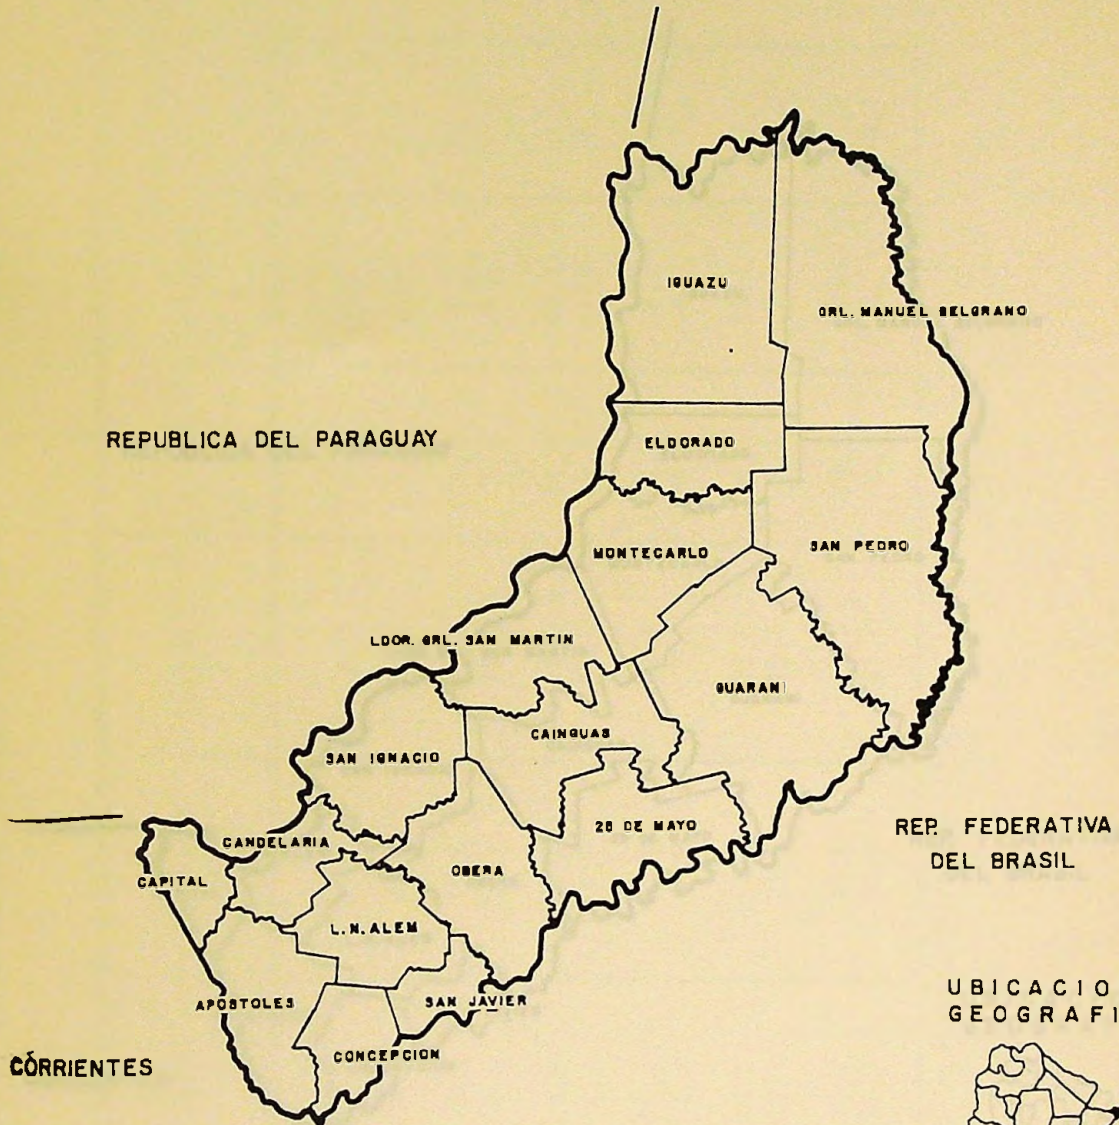 IGUAZU
GRL. MANUEL BELGRANO
REPUBLICA DEL PARAGUAY
ELDORADO
MONTECARLO
SAN PEDRO
LDOR. GRL. SAN MARTIN
GUARANI
CAINGUAS
SAN IGNACIO
25 DE MAYO
REP. FEDERATIVA
DEL BRASIL
CANDELARIA
OBERA
CAPITAL
L.N. ALEM
APOSTOLES
SAN JAVIER
UBICACIO
GEOGRAFI
CONCEPCION
CORRIENTES